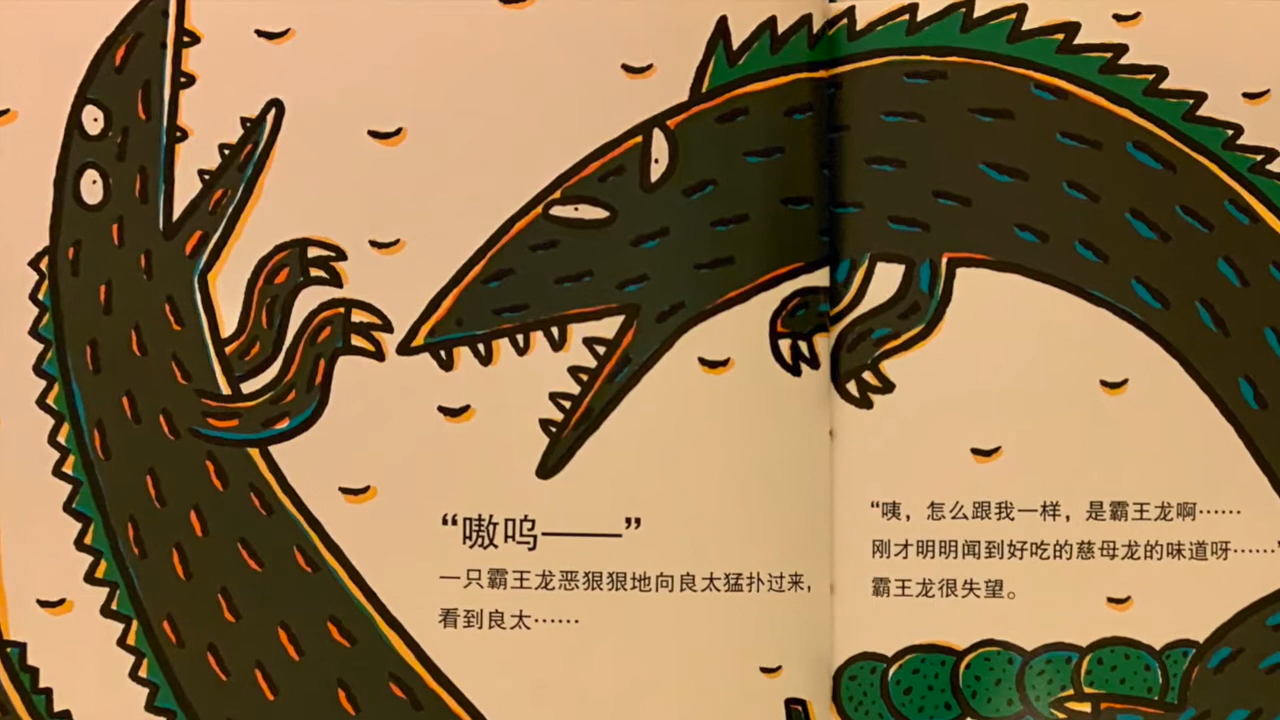 “嗷呜——”
一只霸王龙恶狠狠地向良太猛扑过来,
看到良太……
“咦，怎么跟我一样，是霸王龙啊……
刚才明明闻到好吃的慈母龙的味道呀……”
霸王龙很失望。